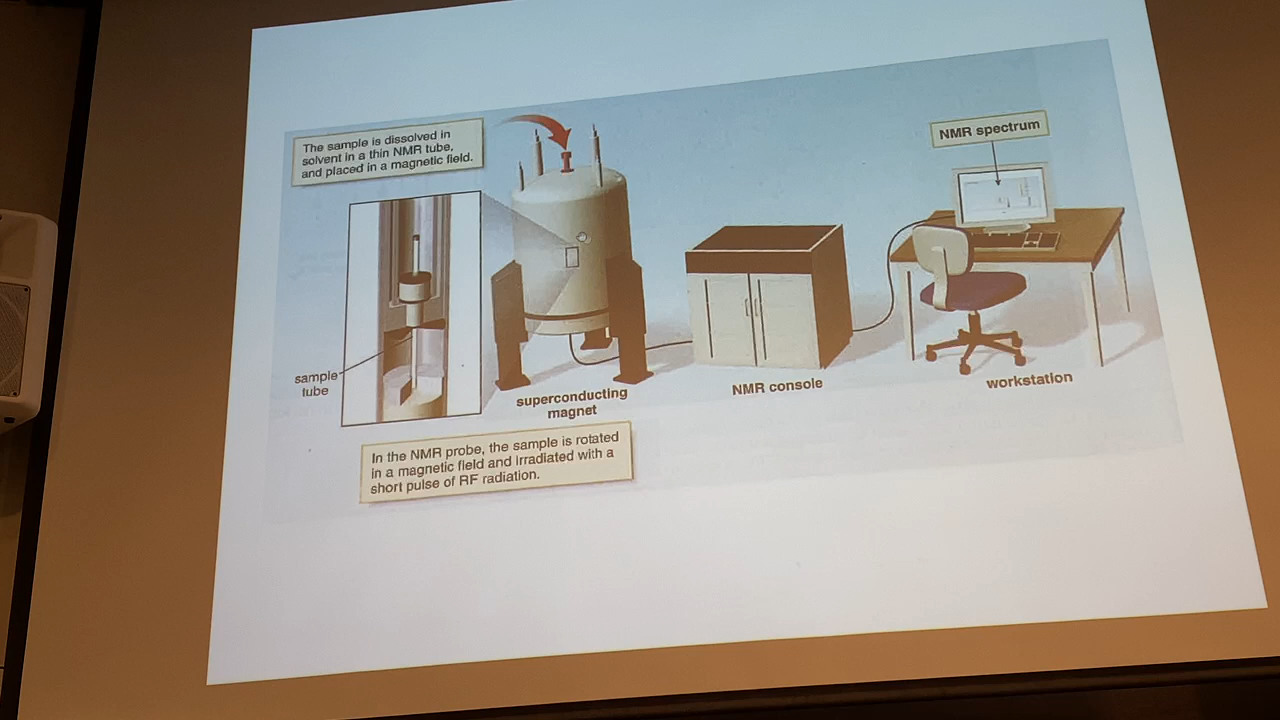 The sample is dissolved in
solvent in a thin NMR tube,
and placed in a magnetic field.
NMR spectrum
sample
tube
superconducting
magnet
NMR console
workstation
In the NMR probe, the sample is rotated
in a magnetic field and irradiated with a
short pulse of RF radiation.